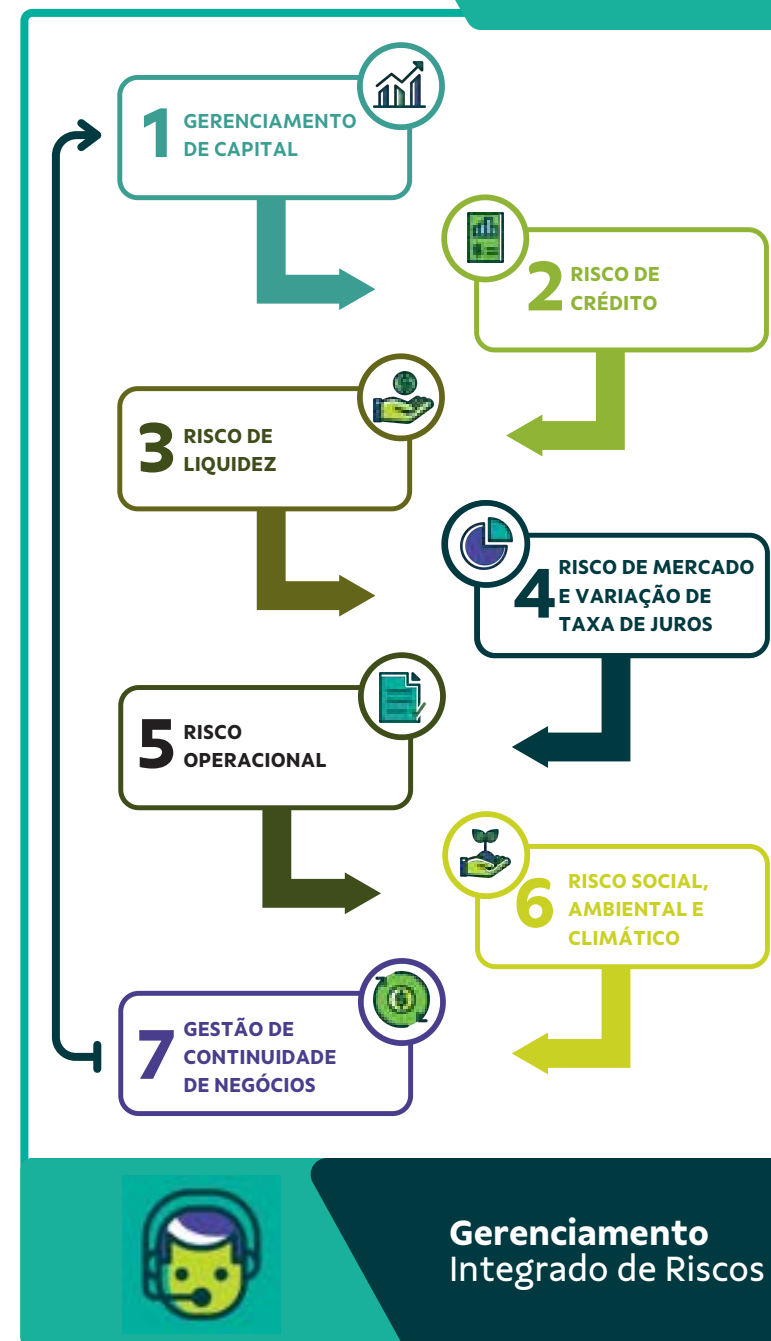 1
GERENCIAMENTO
DE CAPITAL
2
RISCO DE
CRÉDITO
3
RISCO DE
LIQUIDEZ
4
RISCO DE MERCADO
E VARIAÇÃO DE
TAXA DE JUROS
5
RISCO
OPERACIONAL
6
RISCO SOCIAL,
AMBIENTAL E
CLIMÁTICO
7
GESTÃO DE
CONTINUIDADE
DE NEGÓCIOS
Gerenciamento
Integrado de Riscos